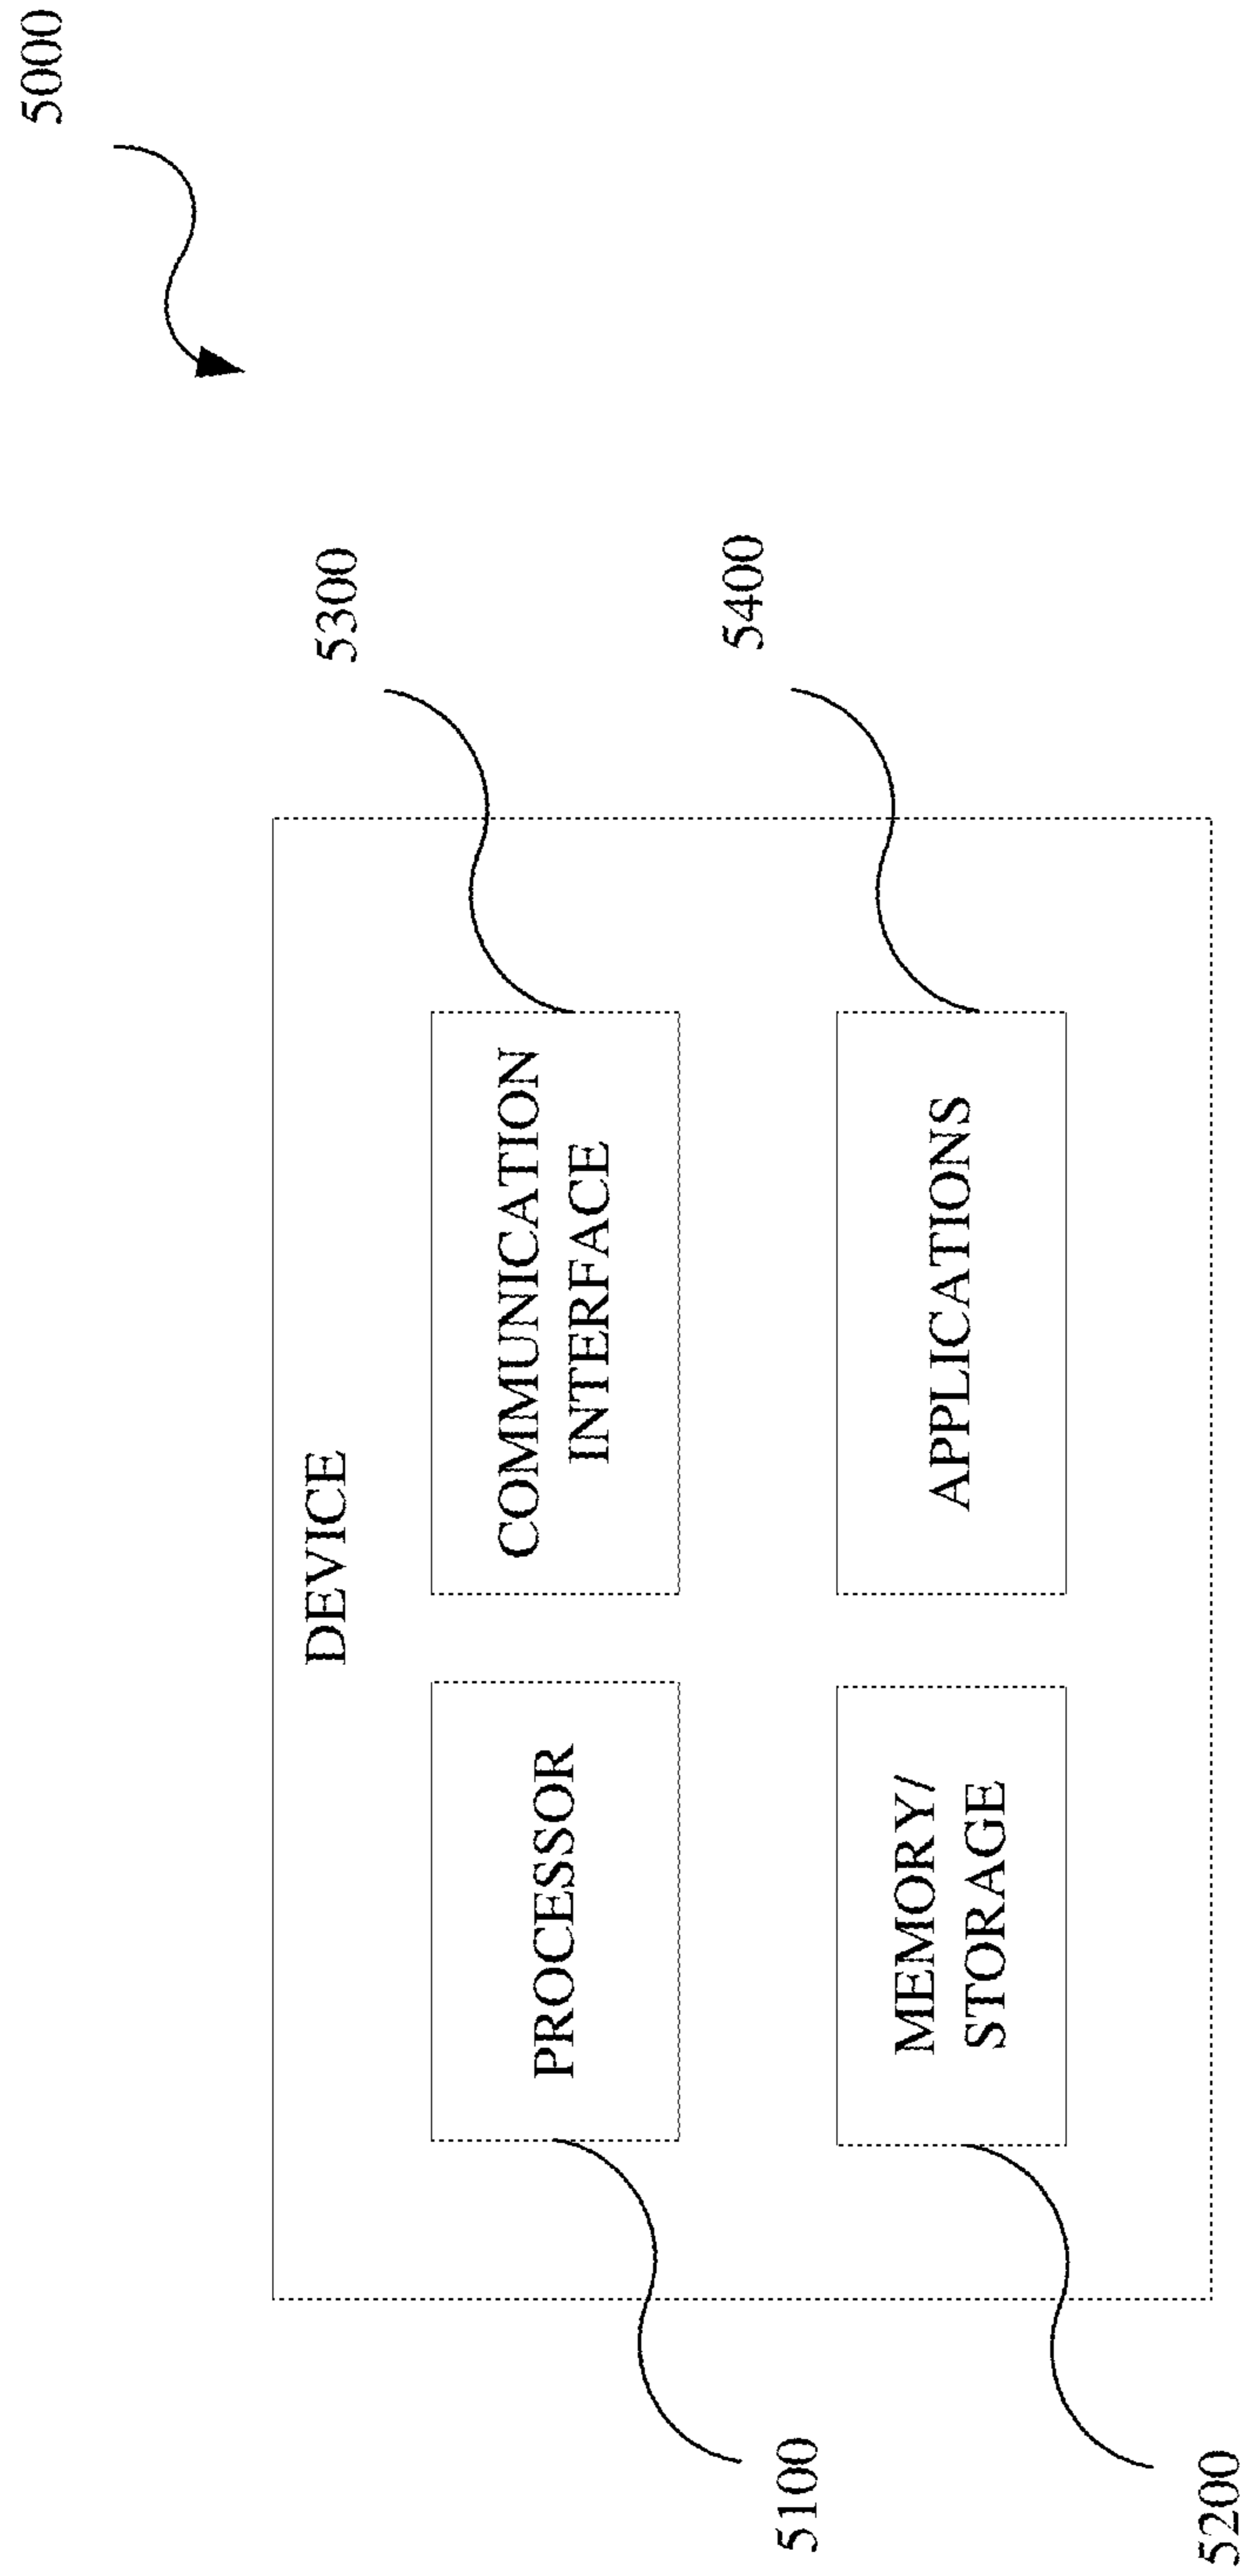 5000
5300
5400
DEVICE
PROCESSOR
COMMUNICATION
INTERFACE
MEMORY/
STORAGE
APPLICATIONS
5100
5200